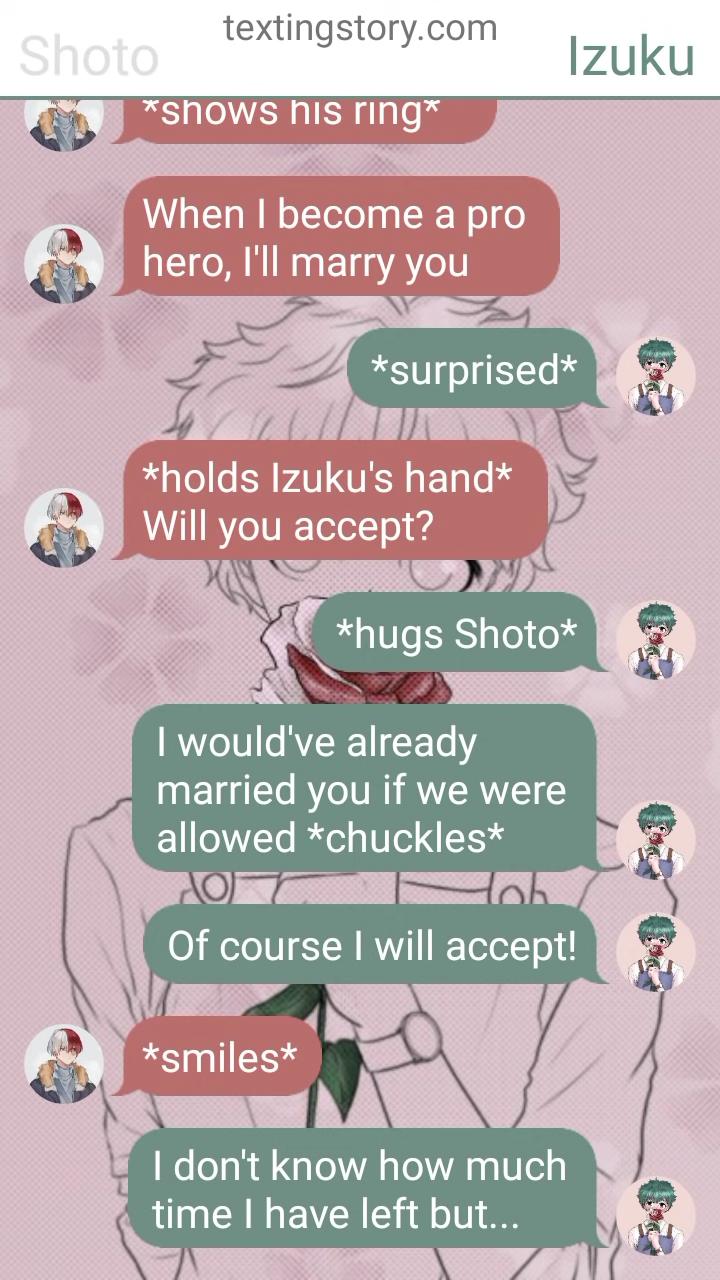 textingstory.com
Shoto
Izuku
*shows his ring*
When I become a pro
hero, I'll marry you
*surprised*
*holds Izuku's hand*
Will you accept?
*hugs Shoto*
I would've already
married you if we were
allowed *chuckles*
Of course I will accept!
*smiles*
I don't know how much
time I have left but...